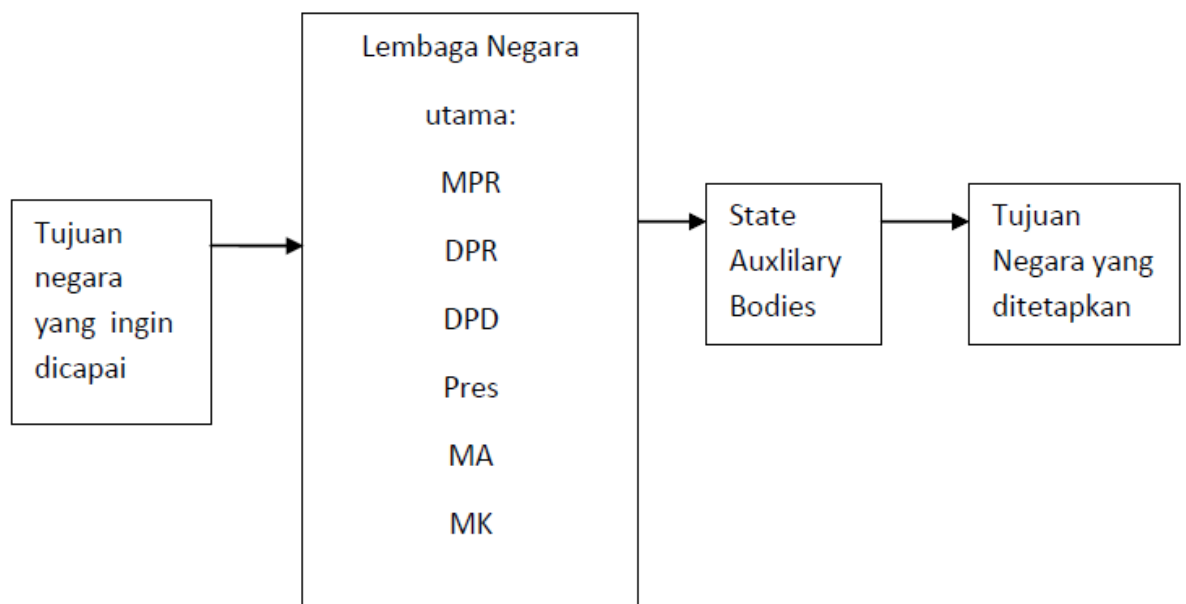 Tujuan
negara
yang ingin
dicapai
Lembaga Negara
utama:
MPR
DPR
DPD
Pres
MA
MK
State
Auxlilary
Bodies
Tujuan
Negara yang
ditetapkan